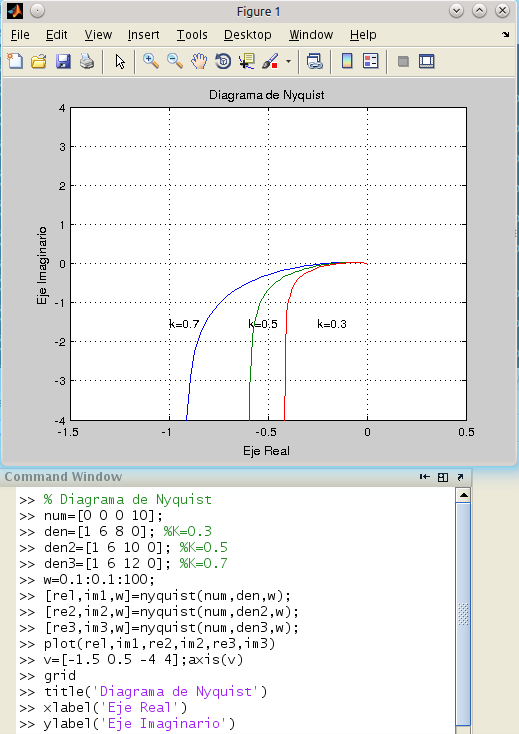 Figure 1
File Edit View Insert Tools Desktop Window Help
Diagrama de Nyquist
4
3
2
1
0
-1
-2
-3
-4
Eje Imaginario
k=0.7
k=0.5
k=0.3
-1.5 -1 -0.5 0 0.5
Eje Real
Command Window
>> % Diagrama de Nyquist
>> num=[0 0 0 10];
>> den=[1 6 8 0]; %K=0.3
>> den2=[1 6 10 0]; %K=0.5
>> den3=[1 6 12 0]; %K=0.7
>> w=0.1:0.1:100;
>> [re1,im1,w]=nyquist(num,den,w);
>> [re2,im2,w]=nyquist(num,den2,w);
>> [re3,im3,w]=nyquist(num,den3,w);
>> plot(re1,im1,re2,im2,re3,im3)
>> v=[-1.5 0.5 -4 4];axis(v)
>> grid
>> title('Diagrama de Nyquist')
>> xlabel('Eje Real')
>> ylabel('Eje Imaginario')